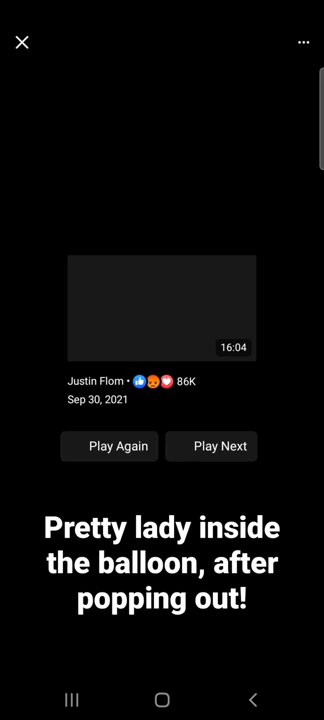 16:04
Justin Flom • 86K
Sep 30, 2021
Play Again Play Next
Pretty lady inside
the balloon, after
popping out!